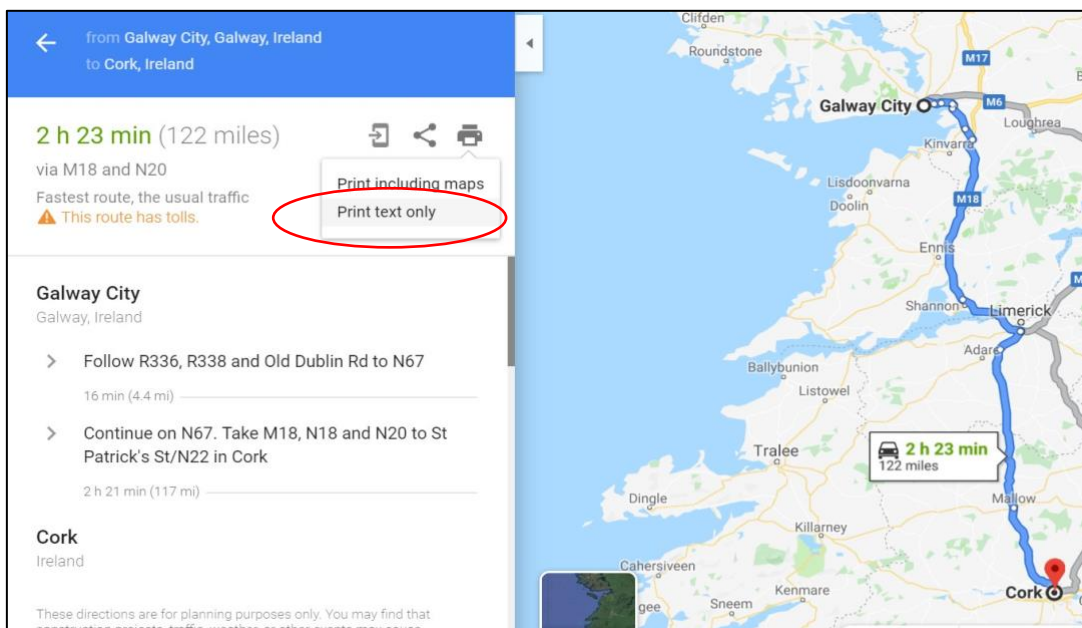 from Galway City, Galway, Ireland
to Cork, Ireland
2 h 23 min (122 miles)
via M18 and N20
Fastest route, the usual traffic
This route has tolls.
Print including maps
Print text only
Galway City
Galway, Ireland
Follow R336, R338 and Old Dublin Rd to N67
16 min (4.4 mi)
Continue on N67. Take M18, N18 and N20 to St
Patrick's St/N22 in Cork
2 h 21 min (117 mi)
Cork
Ireland
These directions are for planning purposes only. You may find that
Clifden
Roundstone
M17
Galway City
M6
Loughrea
Kinvarra
Lisdoonvarna
Doolin
M18
Ennis
Shannon
Limerick
Adare
Ballybunion
Listowel
Tralee
2 h 23 min
122 miles
Dingle
Mallow
Killarney
Cahersiveen
Kenmare
Cork
Sneem